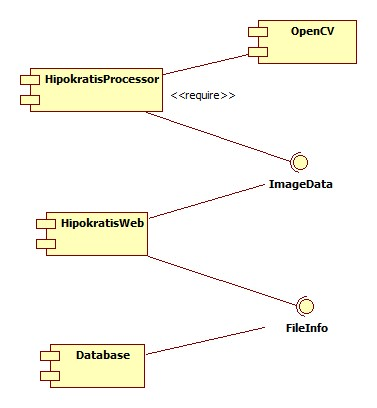 OpenCV
HipokratisProcessor
<<require>>
ImageData
HipokratisWeb
FileInfo
Database